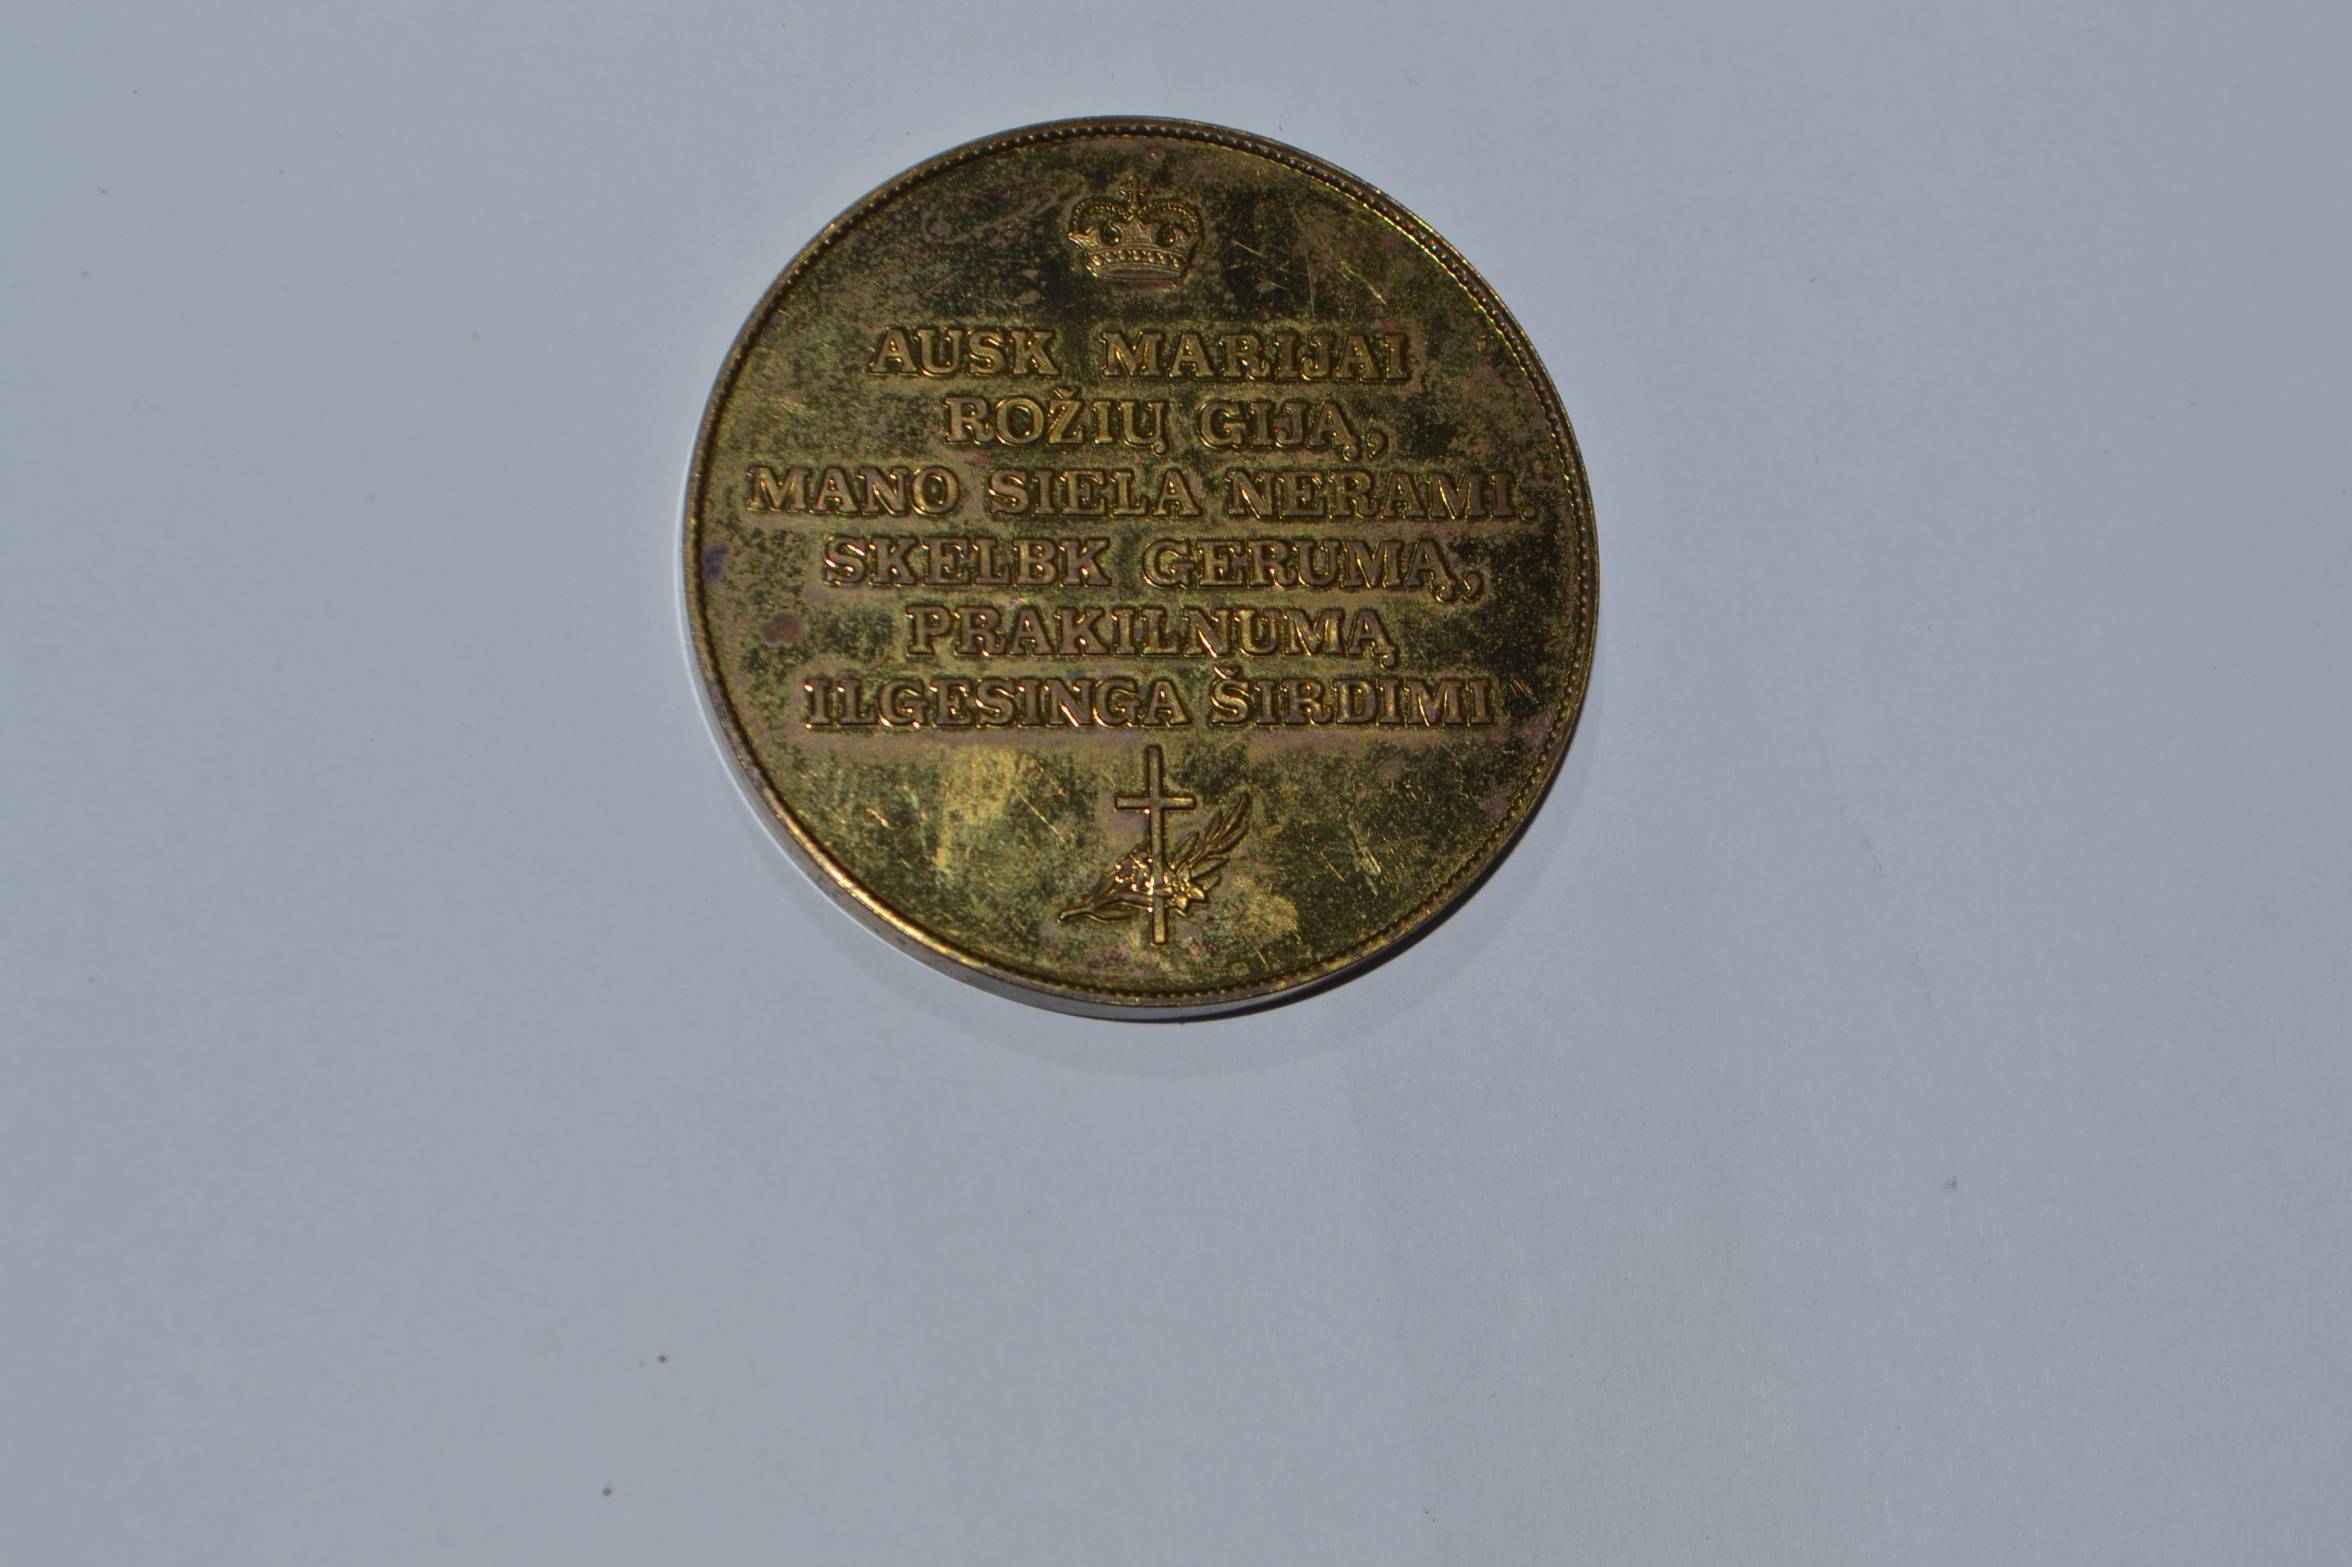 AUSK MARIJAI
ROŽIŲ GIJĄ,
MANO SIELA NERAMI.
SKELBK GERUMĄ,
PRAKILNUMĄ
ILGESINGA ŠIRDIMI